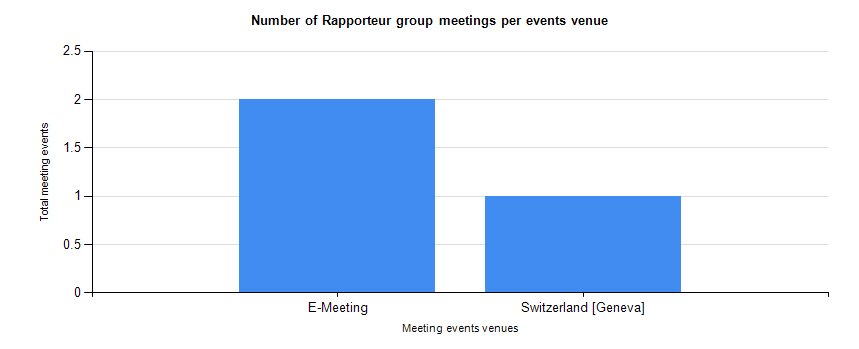 Number of Rapporteur group meetings per events venue
2.5
2
1.5
1
0.5
0
Total meeting events
E-Meeting
Switzerland [Geneva]
Meeting events venues